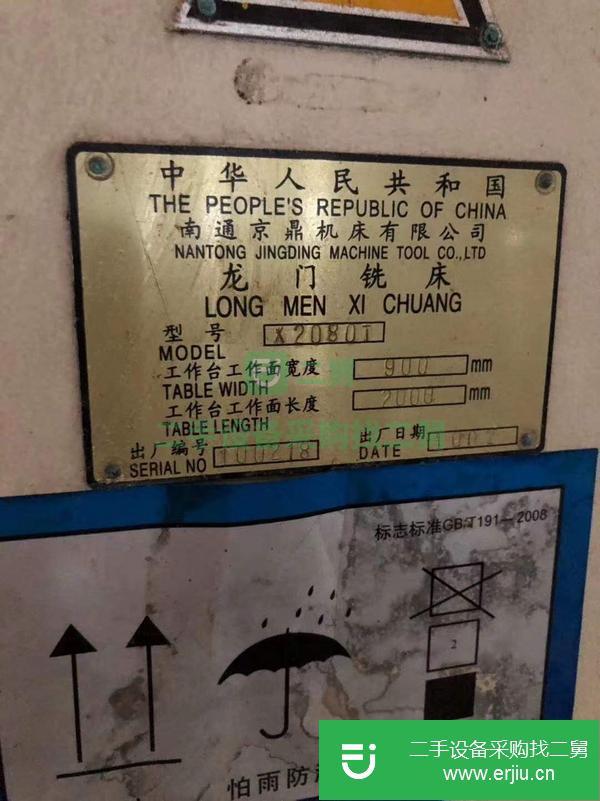 中华人民共和国
THE PEOPLE'S REPUBLIC OF CHINA
南通京鼎机床有限公司
NANTONG JINGDING MACHINE TOOL CO.,LTD
龙门铣床
LONG MEN XI CHUANG
型号 X2080T
MODEL
工作台工作面宽度 900 mm
TABLE WIDTH
工作台工作面长度 2000 mm
TABLE LENGTH
出厂编号 100218 出厂日期
SERIAL NO DATE
标志标准GB/T191—2008
2
怕雨防
二手设备采购找二舅
www.erjiu.cn